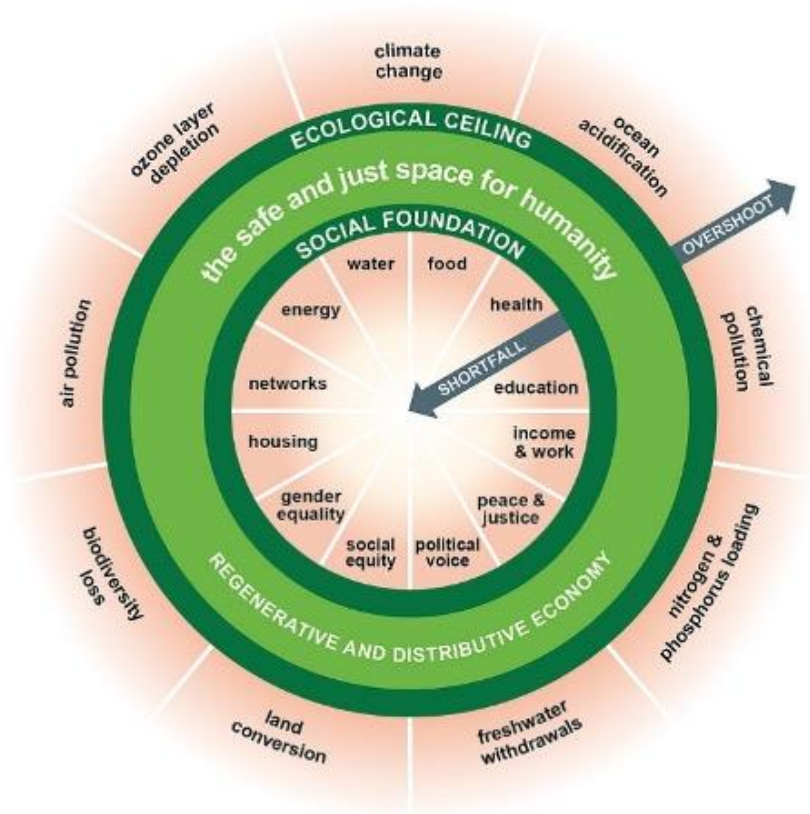 climate
change
ocean
acidification
chemical
pollution
nitrogen &
phosphorus loading
freshwater
withdrawals
land
conversion
biodiversity
loss
air pollution
ozone layer
depletion
ECOLOGICAL CEILING
the safe and just space for humanity
SOCIAL FOUNDATION
OVERSHOOT
SHORTFALL
water
food
health
education
income
& work
peace &
justice
political
voice
social
equity
gender
equality
housing
networks
energy
REGENERATIVE AND DISTRIBUTIVE ECONOMY